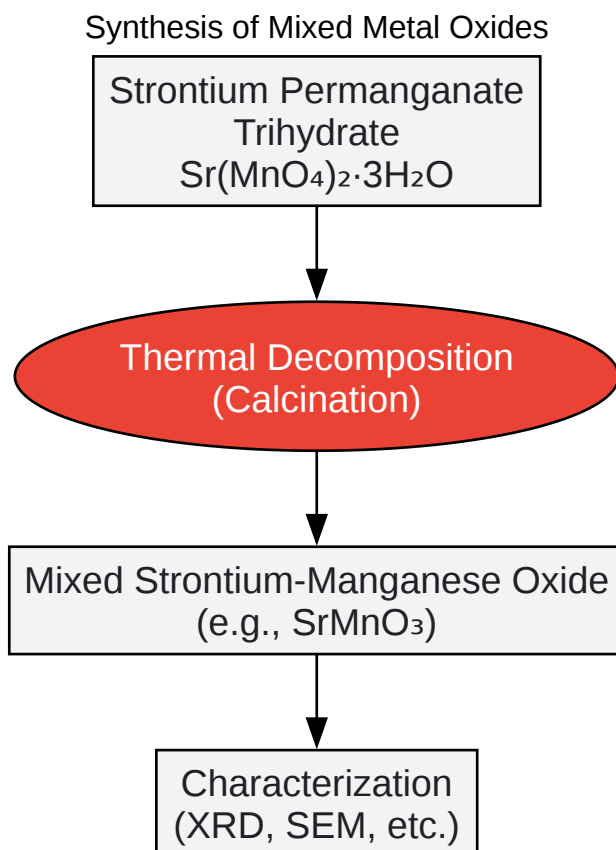 Synthesis of Mixed Metal Oxides
Strontium Permanganate
Trihydrate
Sr(MnO₄)₂·3H₂O
Thermal Decomposition
(Calcination)
Mixed Strontium-Manganese Oxide
(e.g., SrMnO₃)
Characterization
(XRD, SEM, etc.)